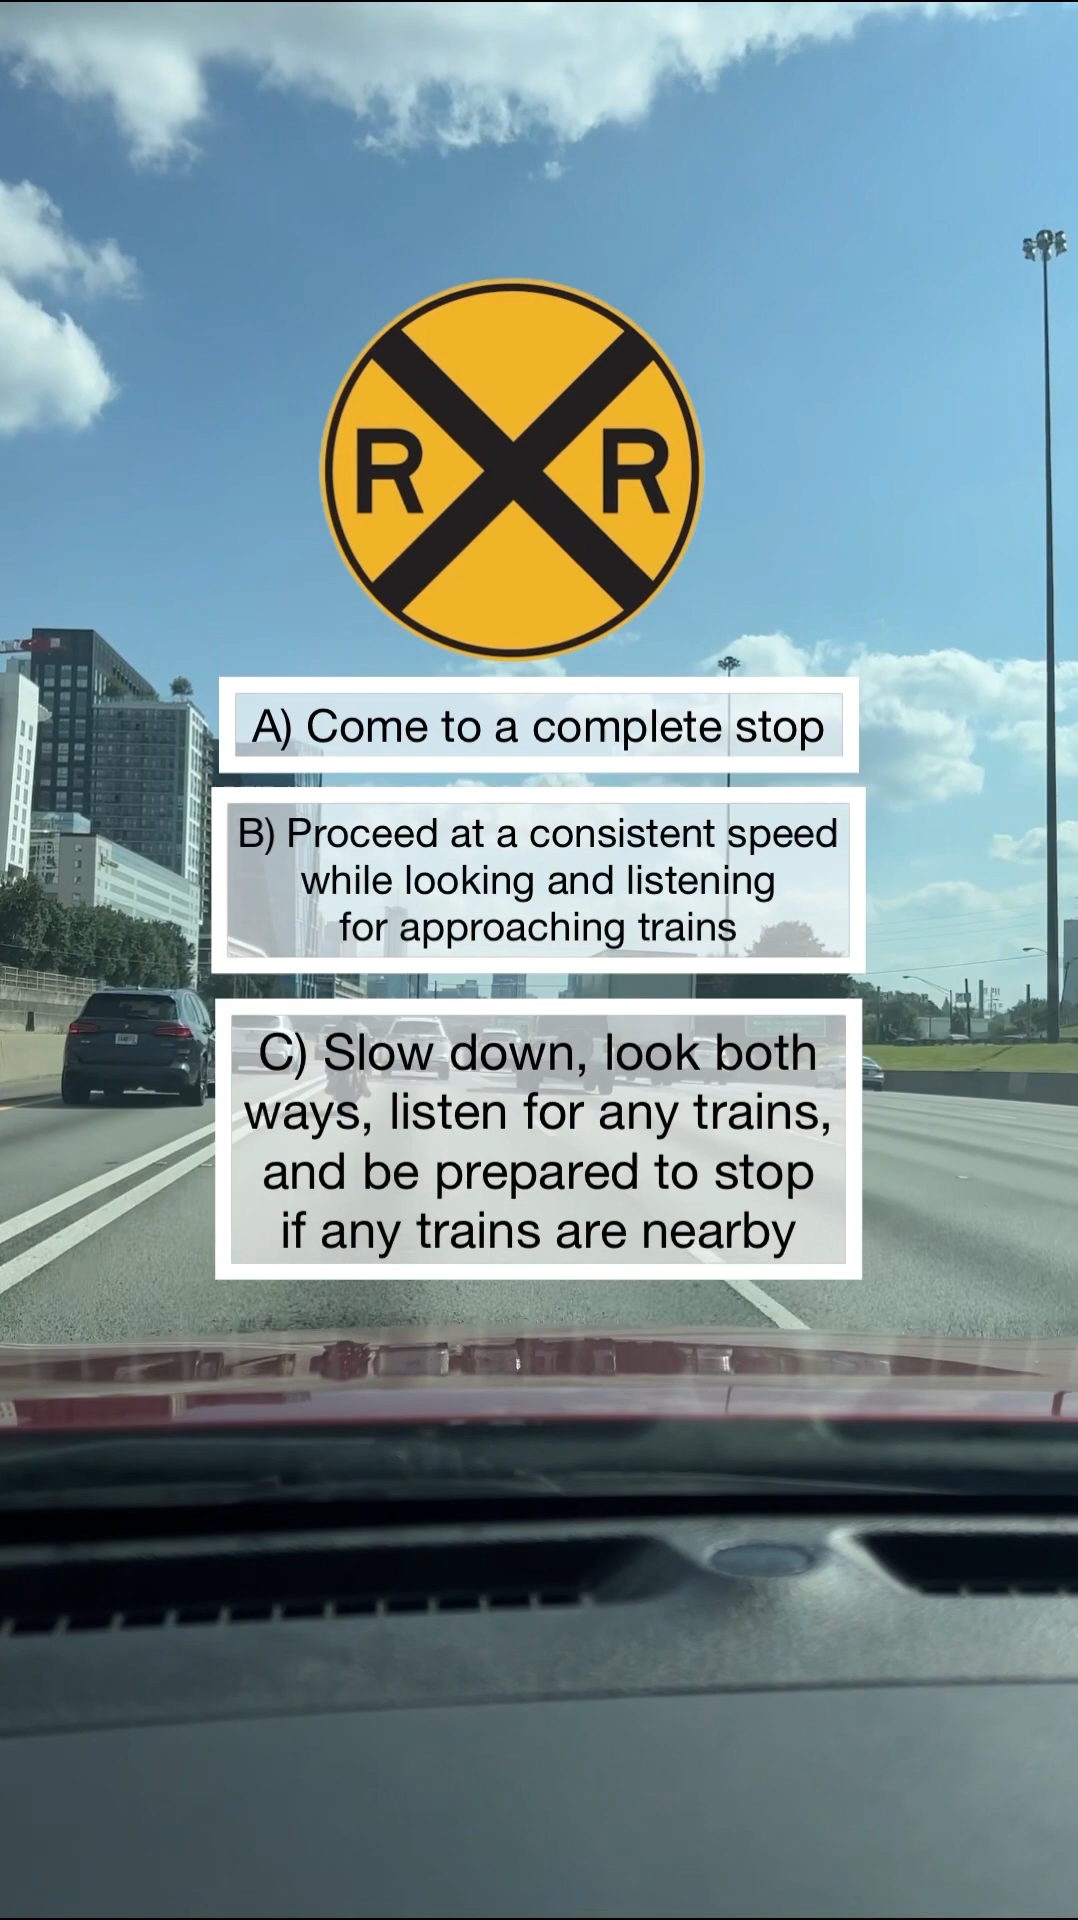 R R
A) Come to a complete stop
B) Proceed at a consistent speed
while looking and listening
for approaching trains
C) Slow down, look both
ways, listen for any trains,
and be prepared to stop
if any trains are nearby